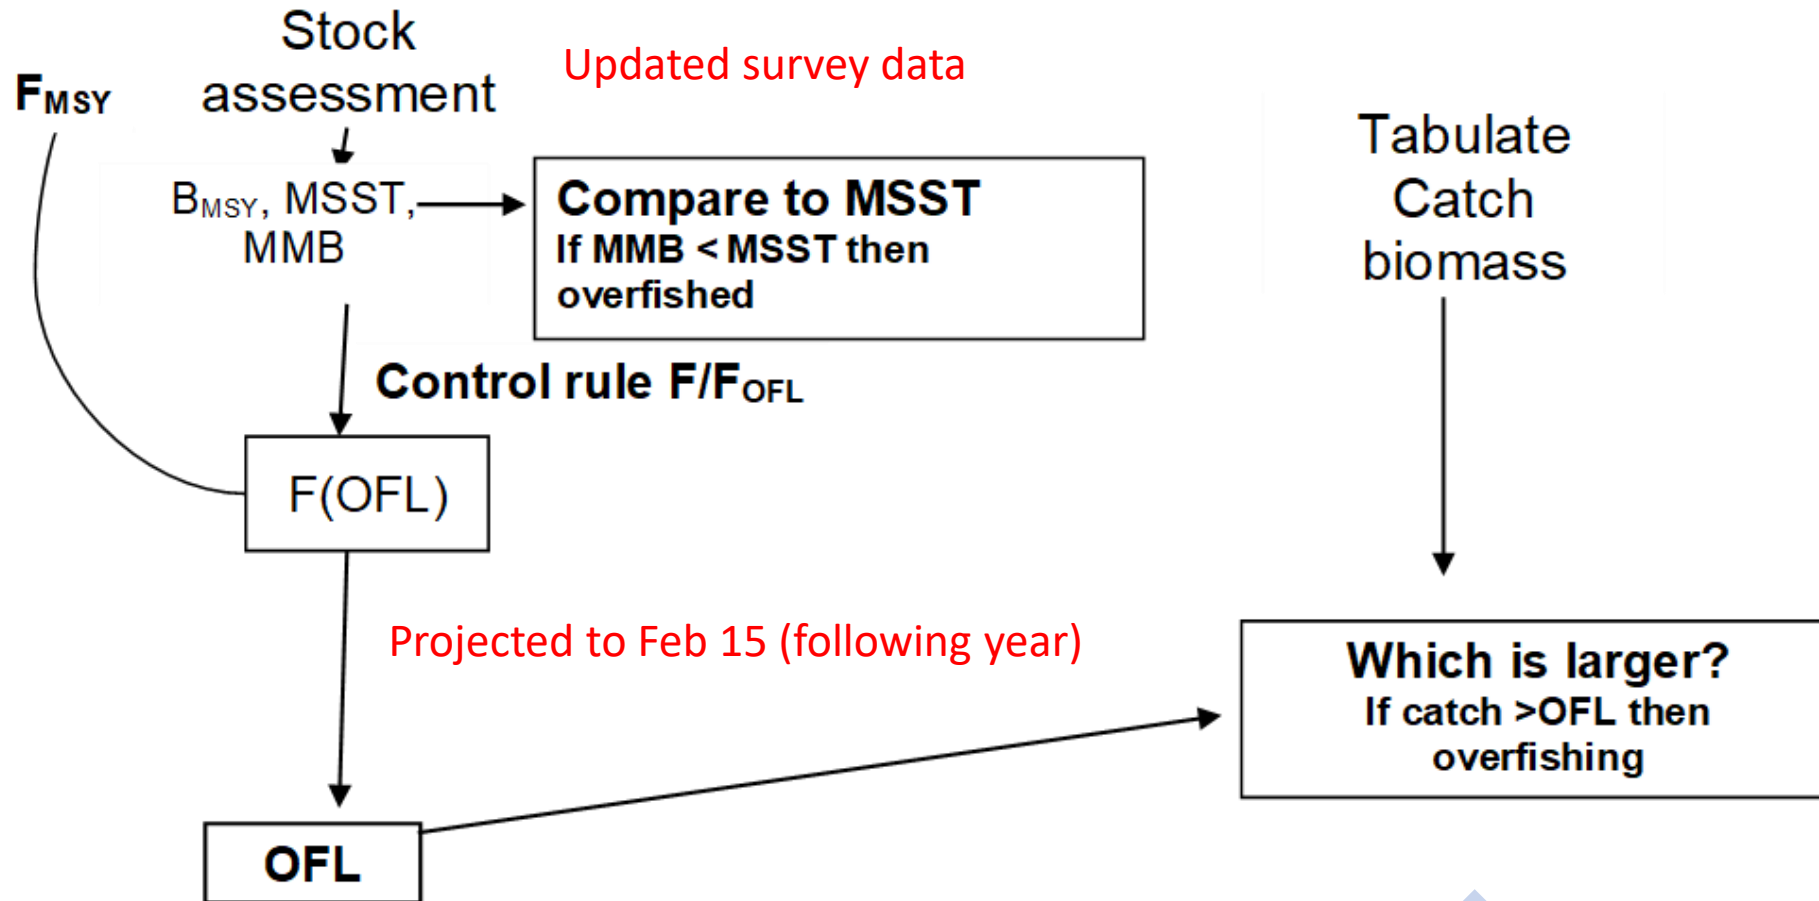 Stock
assessment
Updated survey data
FMSY
BMSY, MSST,
MMB
Compare to MSST
If MMB < MSST then
overfished
Tabulate
Catch
biomass
Control rule F/FOFL
F(OFL)
Projected to Feb 15 (following year)
Which is larger?
If catch >OFL then
overfishing
OFL